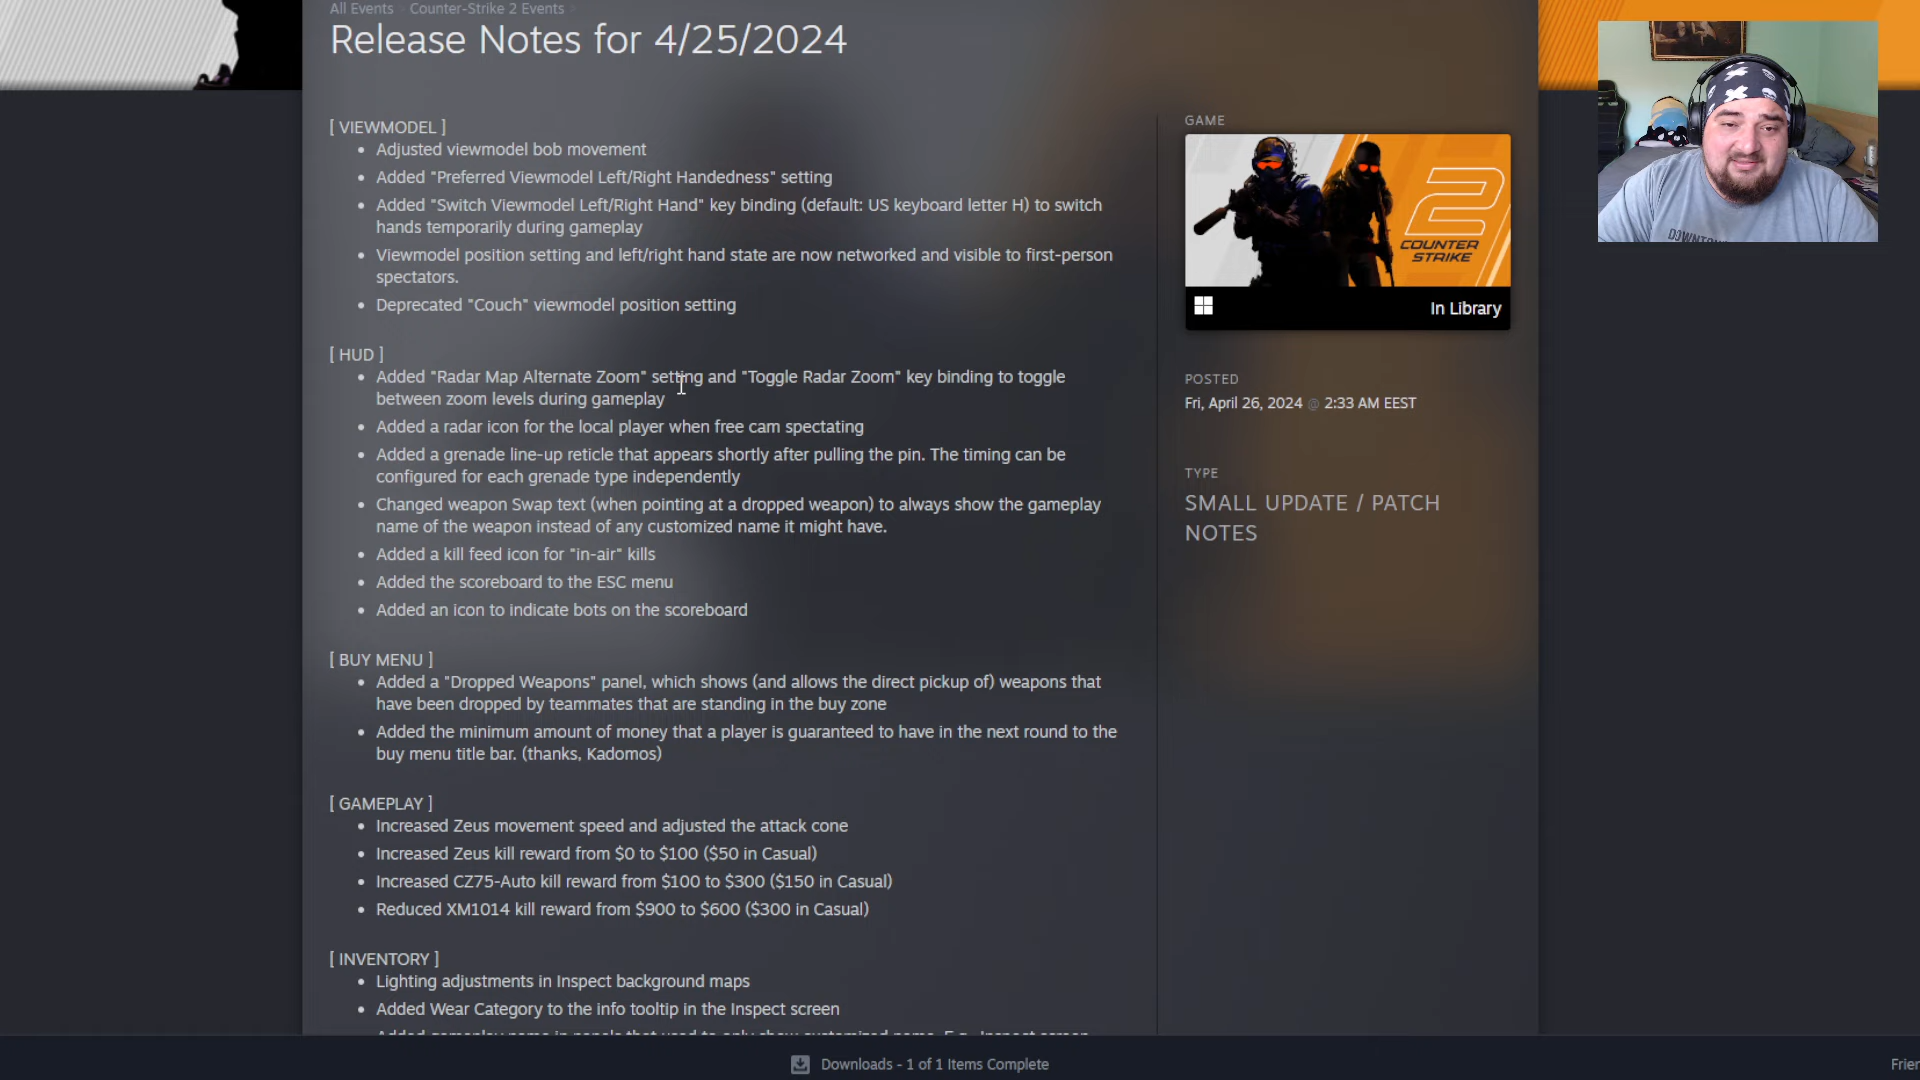 All Events > Counter-Strike 2 Events >
Release Notes for 4/25/2024
[ VIEWMODEL ]
• Adjusted viewmodel bob movement
• Added "Preferred Viewmodel Left/Right Handedness" setting
• Added "Switch Viewmodel Left/Right Hand" key binding (default: US keyboard letter H) to switch
hands temporarily during gameplay
• Viewmodel position setting and left/right hand state are now networked and visible to first-person
spectators.
• Deprecated "Couch" viewmodel position setting
[ HUD ]
• Added "Radar Map Alternate Zoom" setting and "Toggle Radar Zoom" key binding to toggle
between zoom levels during gameplay
• Added a radar icon for the local player when free cam spectating
• Added a grenade line-up reticle that appears shortly after pulling the pin. The timing can be
configured for each grenade type independently
• Changed weapon Swap text (when pointing at a dropped weapon) to always show the gameplay
name of the weapon instead of any customized name it might have.
• Added a kill feed icon for "in-air" kills
• Added the scoreboard to the ESC menu
• Added an icon to indicate bots on the scoreboard
[ BUY MENU ]
• Added a "Dropped Weapons" panel, which shows (and allows the direct pickup of) weapons that
have been dropped by teammates that are standing in the buy zone
• Added the minimum amount of money that a player is guaranteed to have in the next round to the
buy menu title bar. (thanks, Kadomos)
[ GAMEPLAY ]
• Increased Zeus movement speed and adjusted the attack cone
• Increased Zeus kill reward from $0 to $100 ($50 in Casual)
• Increased CZ75-Auto kill reward from $100 to $300 ($150 in Casual)
• Reduced XM1014 kill reward from $900 to $600 ($300 in Casual)
[ INVENTORY ]
• Lighting adjustments in Inspect background maps
• Added Wear Category to the info tooltip in the Inspect screen
GAME
2
COUNTER
STRIKE
In Library
POSTED
Fri, April 26, 2024 @ 2:33 AM EEST
TYPE
SMALL UPDATE / PATCH
NOTES
Downloads - 1 of 1 Items Complete
Frien